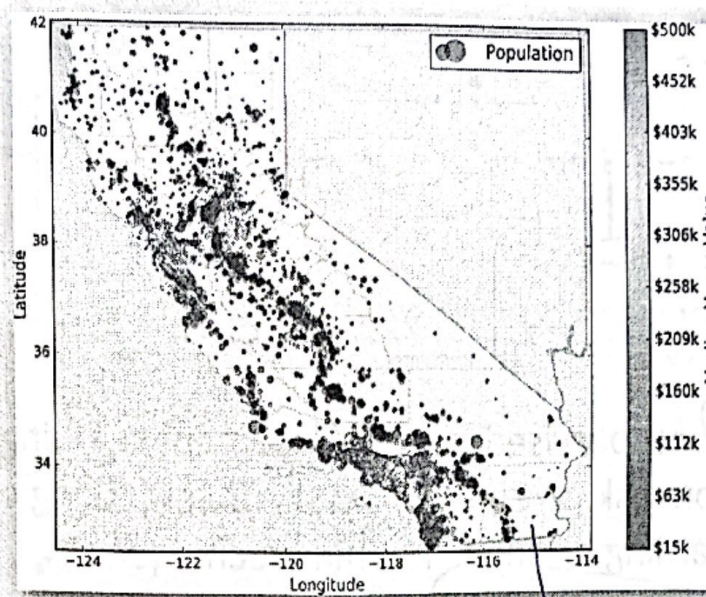 42
40
38
36
34
Latitude
Population
−124
−122
−120
−118
−116
−114
Longitude
$500k
$452k
$403k
$355k
$306k
$258k
$209k
$160k
$112k
$63k
$15k